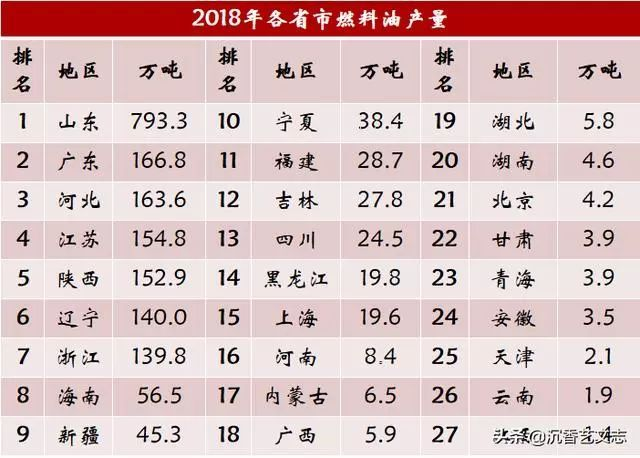 2018年各省市燃料油产量
排名 地区 万吨 排名 地区 万吨 排名 地区 万吨
1 山东 793.3 10 宁夏 38.4 19 湖北 5.8
2 广东 166.8 11 福建 28.7 20 湖南 4.6
3 河北 163.6 12 吉林 27.8 21 北京 4.2
4 江苏 154.8 13 四川 24.5 22 甘肃 3.9
5 陕西 152.9 14 黑龙江 19.8 23 青海 3.9
6 辽宁 140.0 15 上海 19.6 24 安徽 3.5
7 浙江 139.8 16 河南 8.4 25 天津 2.1
8 海南 56.5 17 内蒙古 6.5 26 云南 1.9
9 新疆 45.3 18 广西 5.9 27
头条@沉香艺文志